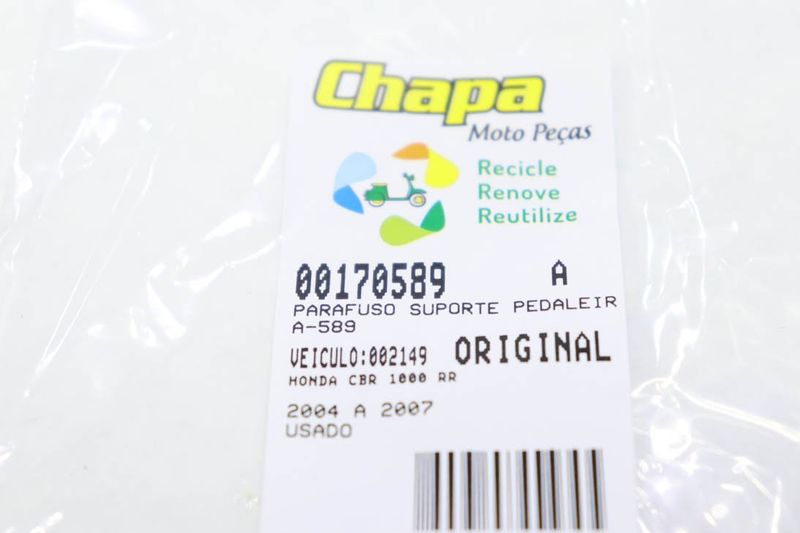 Chapa
Moto Peças
Recicle
Renove
Reutilize
00170589 A
PARAFUSO SUPORTE PEDALEIR
A-589
VEICULO:002149 ORIGINAL
HONDA CBR 1000 RR
2004 A 2007
USADO